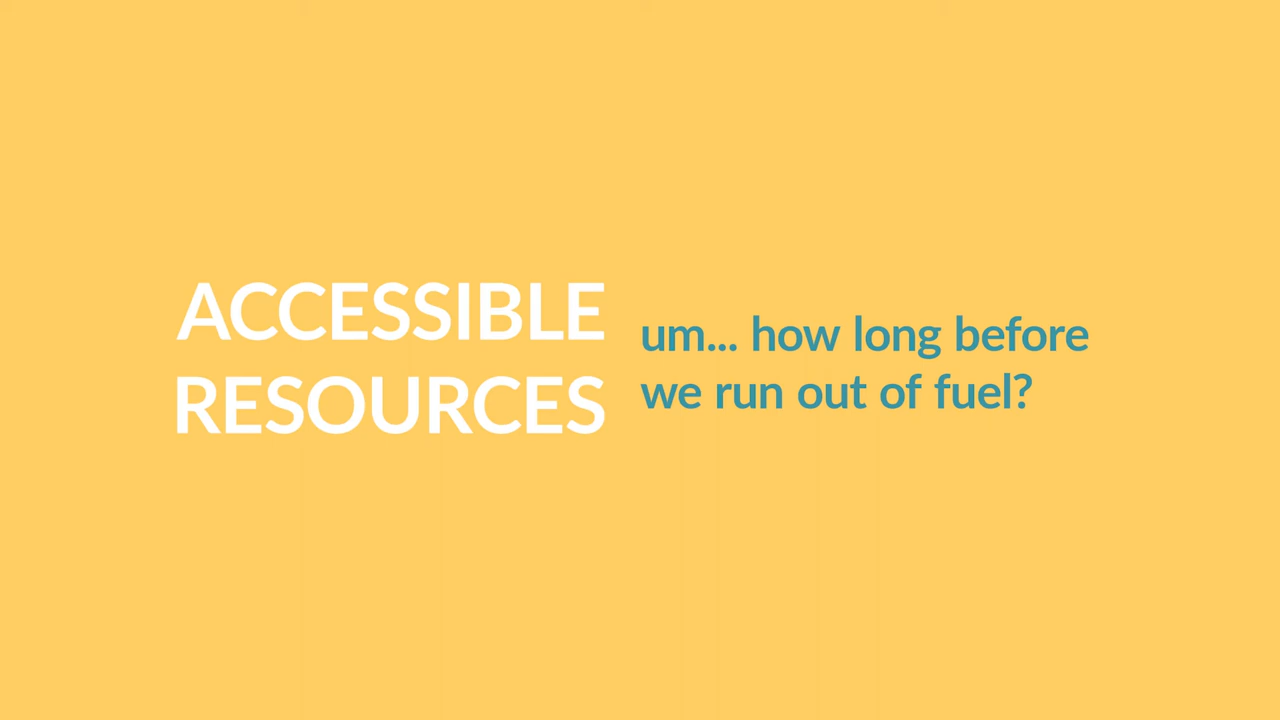 ACCESSIBLE
RESOURCES
um... how long before
we run out of fuel?